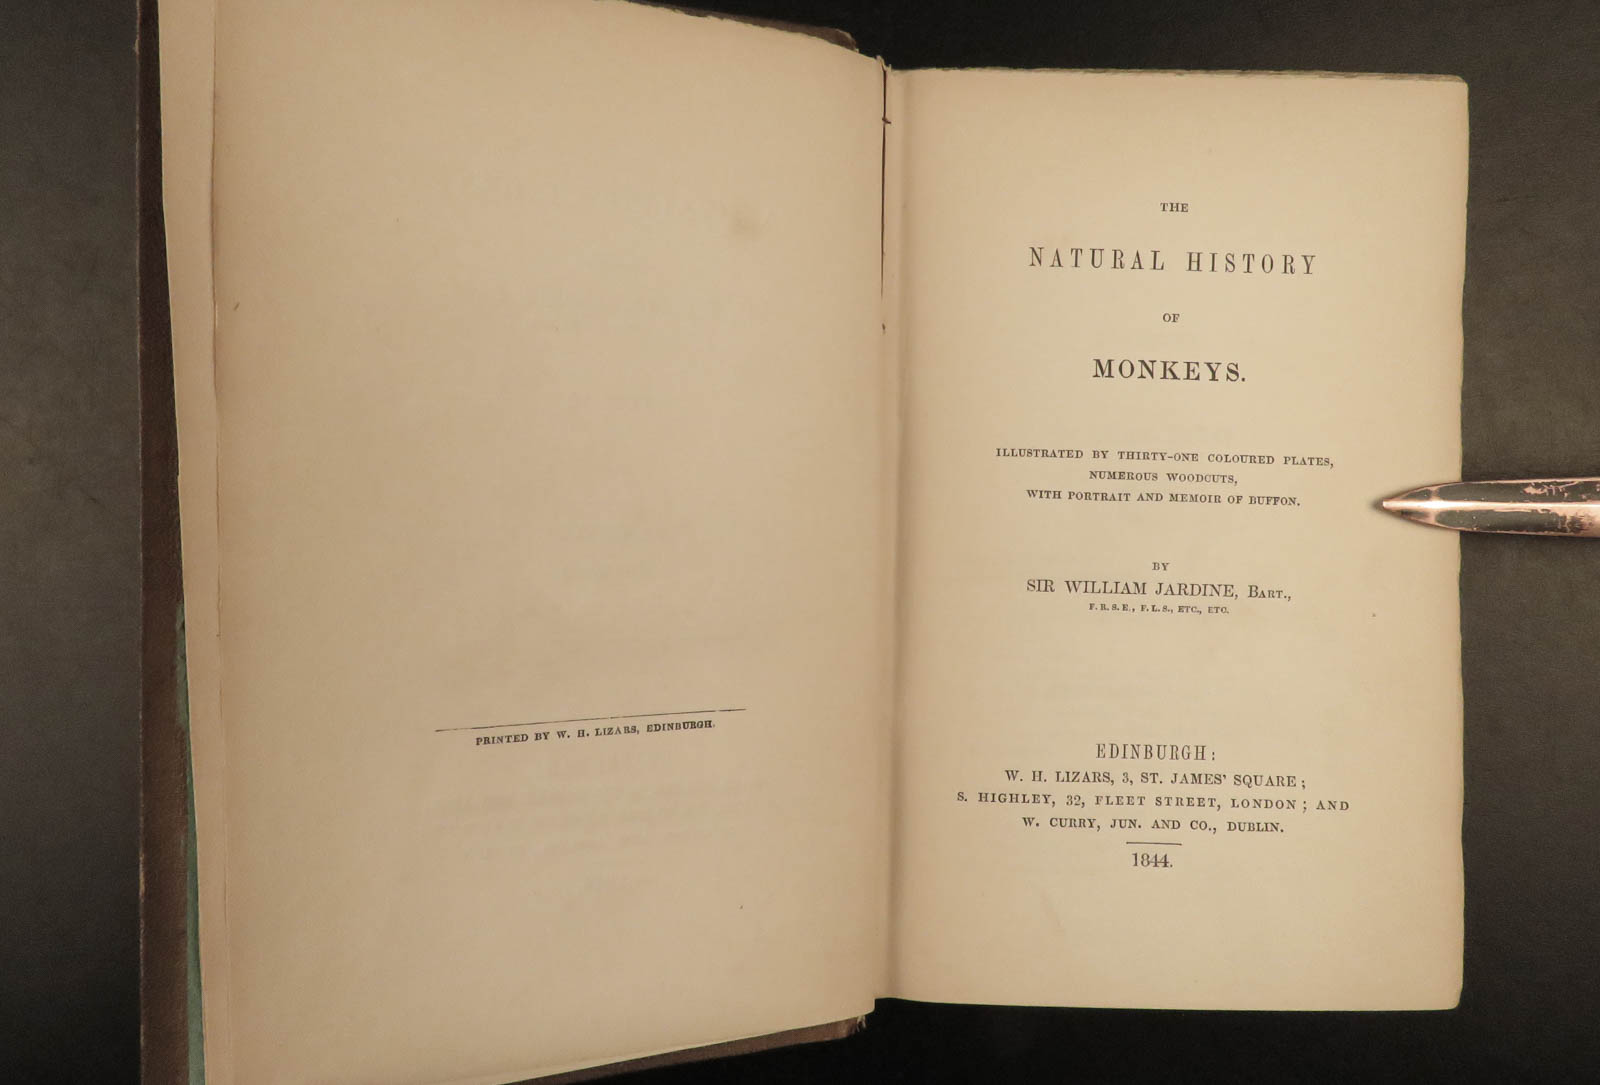 PRINTED BY W. H. LIZARS, EDINBURGH.
THE
NATURAL HISTORY
OF
MONKEYS.
ILLUSTRATED BY THIRTY-ONE COLOURED PLATES,
NUMEROUS WOODCUTS,
WITH PORTRAIT AND MEMOIR OF BUFFON.
BY
SIR WILLIAM JARDINE, BART.,
F. R. S. E., F. L. S., ETC., ETC.
EDINBURGH:
W. H. LIZARS, 3, ST. JAMES' SQUARE;
S. HIGHLEY, 32, FLEET STREET, LONDON; AND
W. CURRY, JUN. AND CO., DUBLIN.
1844.